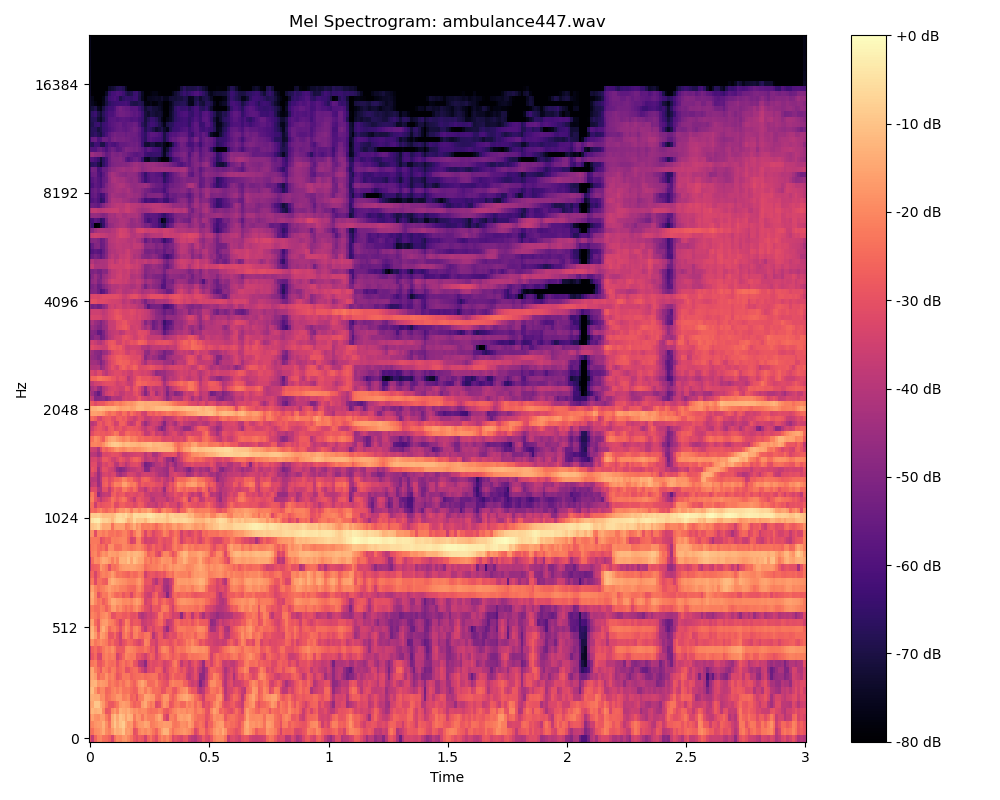 Mel Spectrogram: ambulance447.wav
+0 dB
16384
-10 dB
8192
-20 dB
4096
-30 dB
Hz
2048
-40 dB
-50 dB
1024
-60 dB
512
-70 dB
0
-80 dB
0 0.5 1 1.5 2 2.5 3
Time